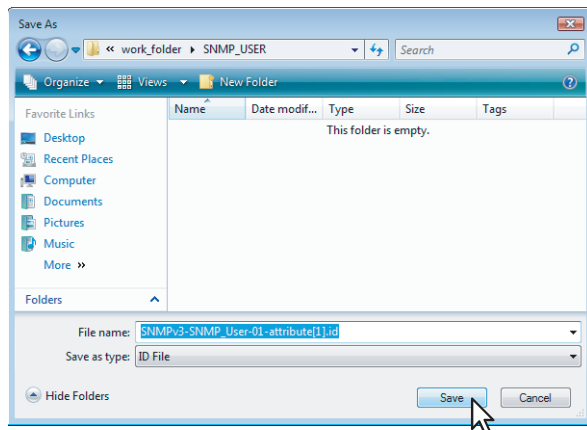 Save As
« work_folder ▸ SNMP_USER Search
Organize Views New Folder
Favorite Links
Name Date modif... Type Size Tags
This folder is empty.
Desktop
Recent Places
Computer
Documents
Pictures
Music
More »
Folders
File name: SNMPv3-SNMP_User-01-attribute[1].id
Save as type: ID File
Hide Folders Save Cancel